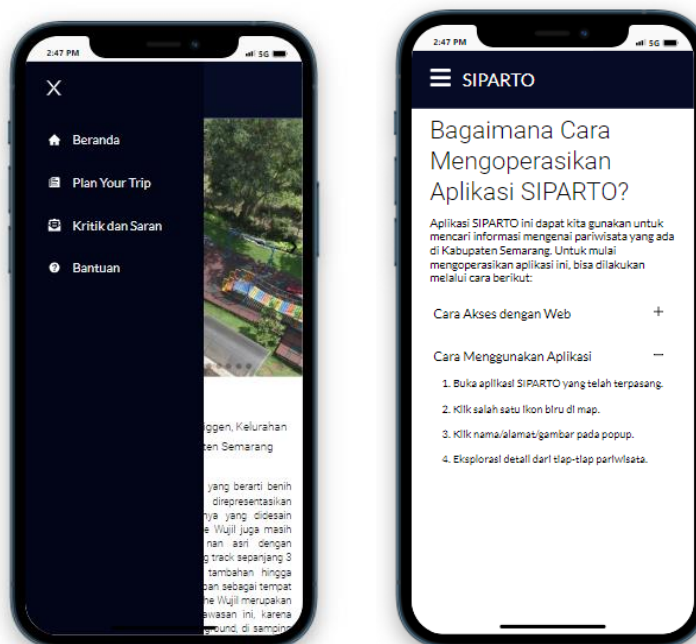 2:47 PM
5G
X
Beranda
Plan Your Trip
Kritik dan Saran
Bantuan
iggen, Kelurahan
ten Semarang
yang berarti benih
direpresentasikan
nya yang didesain
e Wujil juga masih
nan asri dengan
g track sepanjang 3
tambahan hingga
pan sebagai tempat
he Wujil merupakan
awasan ini, karena
ground, di samping
2:47 PM
5G
SIPARTO
Bagaimana Cara
Mengoperasikan
Aplikasi SIPARTO?
Aplikasi SIPARTO ini dapat kita gunakan untuk
mencari informasi mengenai pariwisata yang ada
di Kabupaten Semarang. Untuk mulai
mengoperasikan aplikasi ini, bisa dilakukan
melalui cara berikut:
Cara Akses dengan Web +
Cara Menggunakan Aplikasi —
1. Buka aplikasi SIPARTO yang telah terpasang.
2. Klik salah satu ikon biru di map.
3. Klik nama/alamat/gambar pada popup.
4. Eksplorasi detail dari tiap-tiap pariwisata.